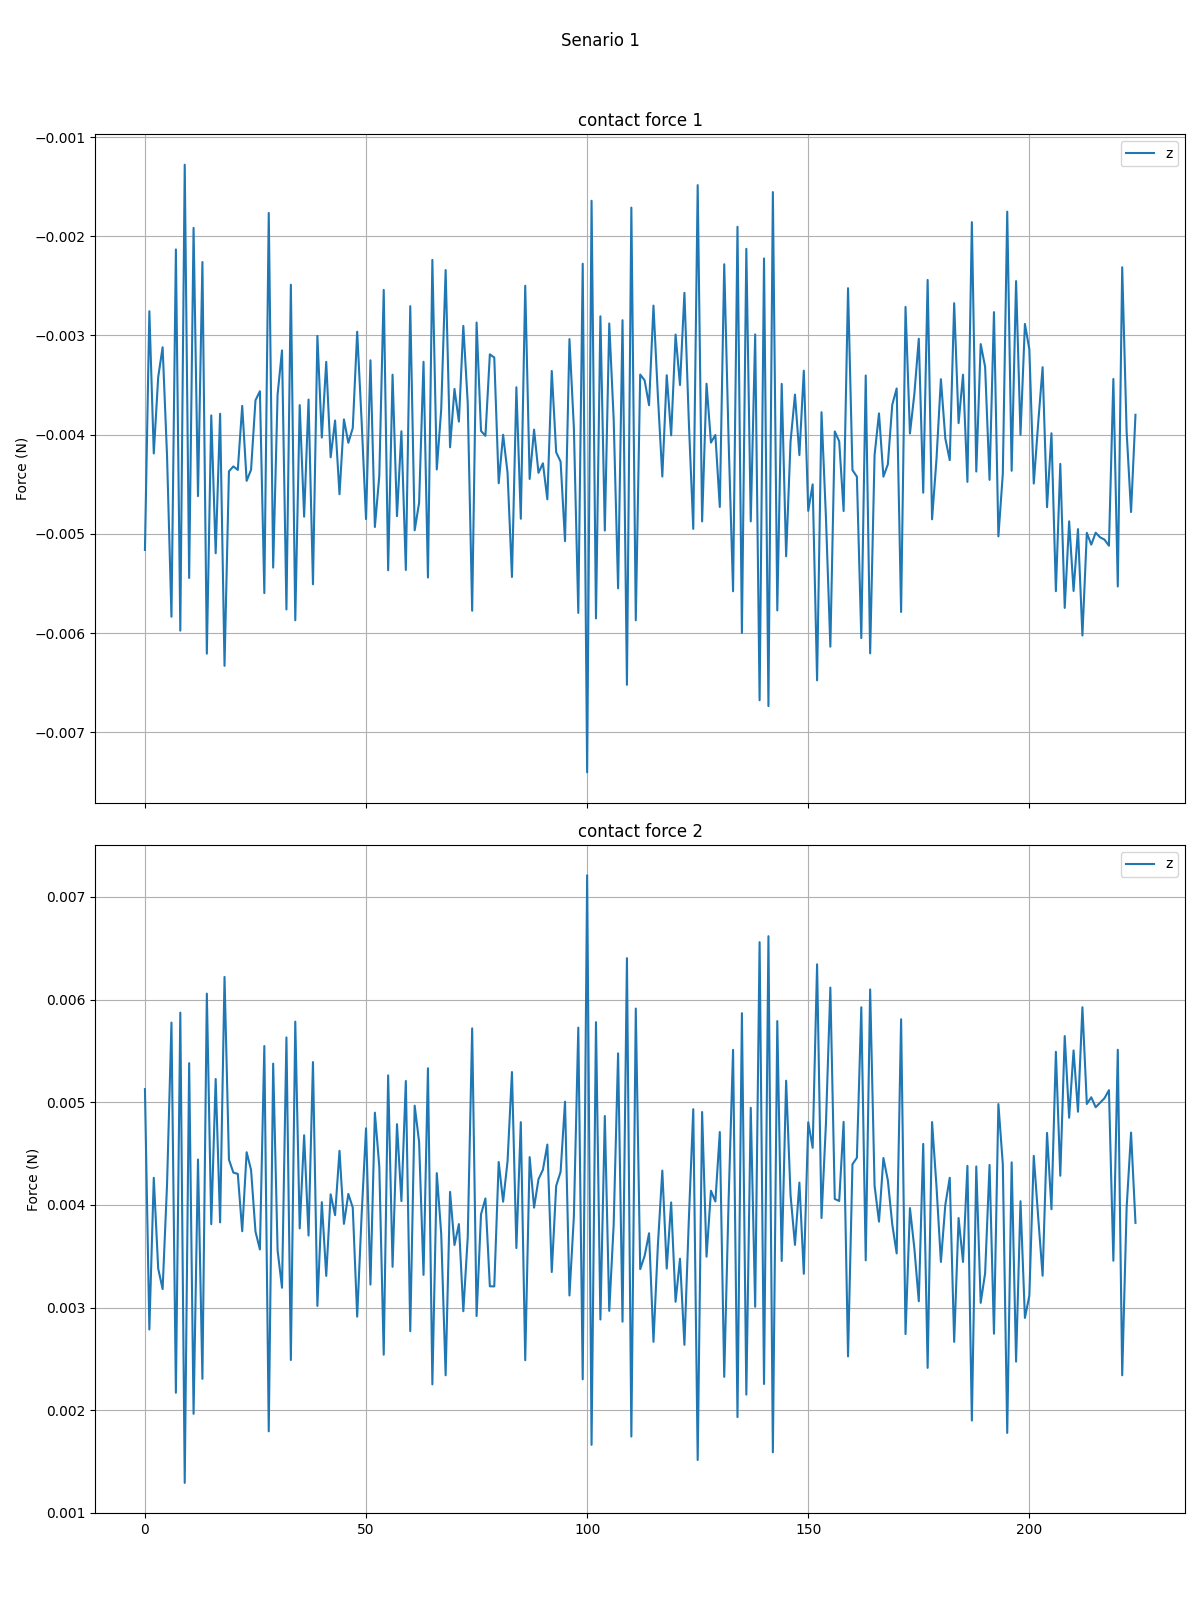 Senario 1
contact force 1
−0.001
−0.002
−0.003
−0.004
−0.005
−0.006
−0.007
Force (N)
z
contact force 2
0.007
0.006
0.005
0.004
0.003
0.002
0.001
Force (N)
z
0 50 100 150 200